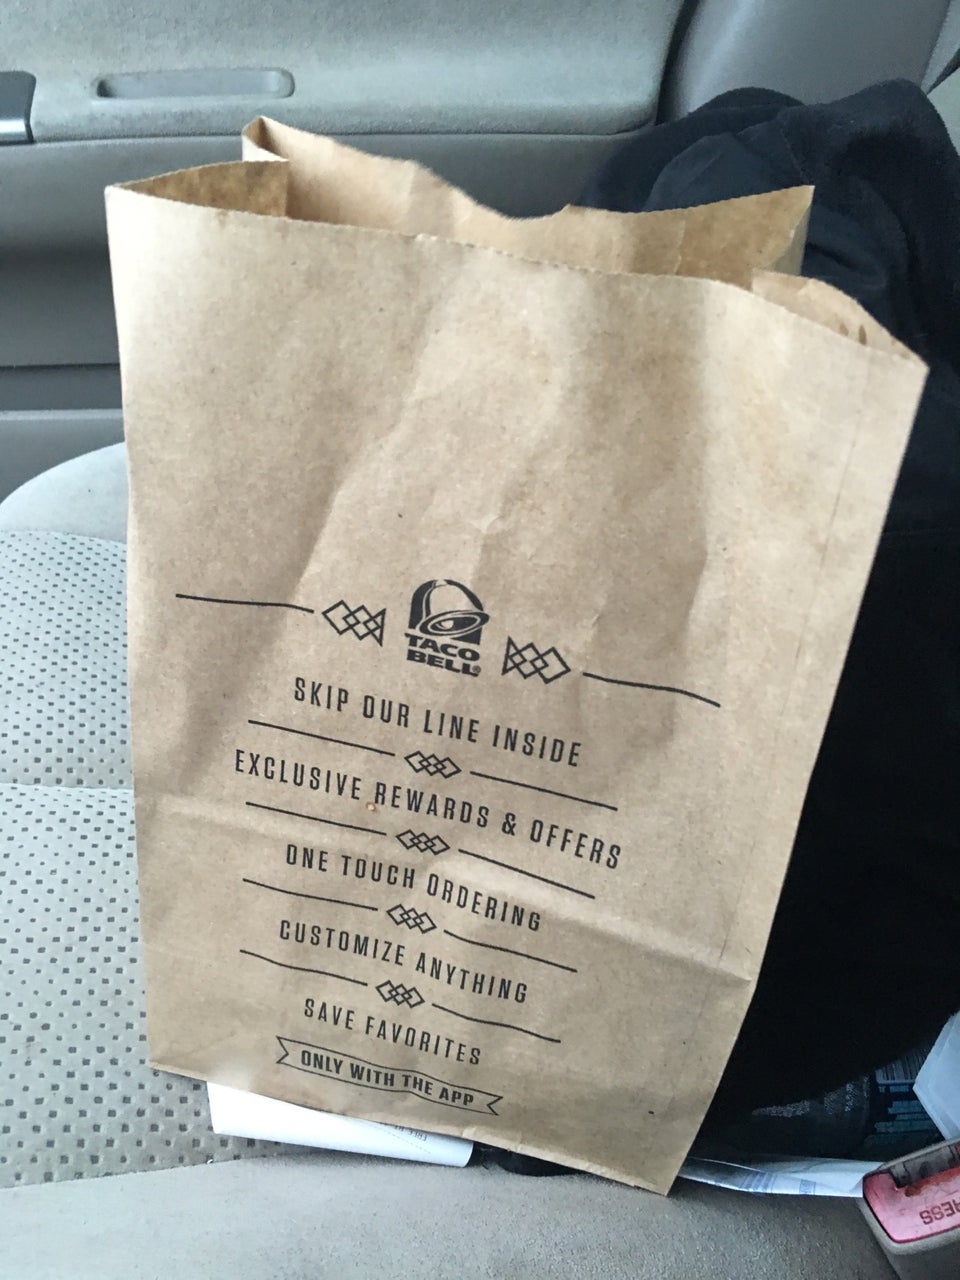 TACO
BELL®
SKIP OUR LINE INSIDE
EXCLUSIVE REWARDS & OFFERS
ONE TOUCH ORDERING
CUSTOMIZE ANYTHING
SAVE FAVORITES
ONLY WITH THE APP